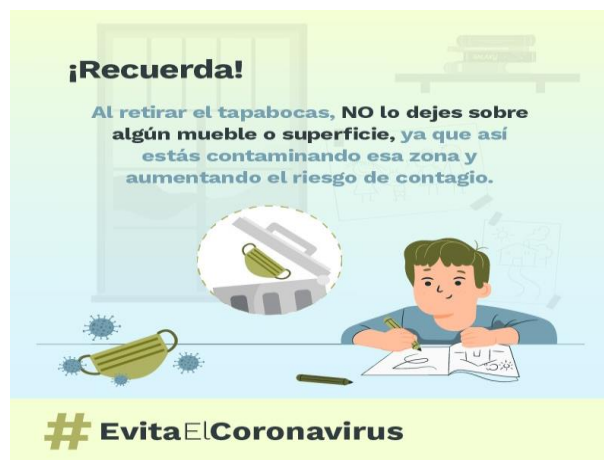 ¡Recuerda!
Al retirar el tapabocas, NO lo dejes sobre
algún mueble o superficie, ya que así
estás contaminando esa zona y
aumentando el riesgo de contagio.
#EvitaElCoronavirus